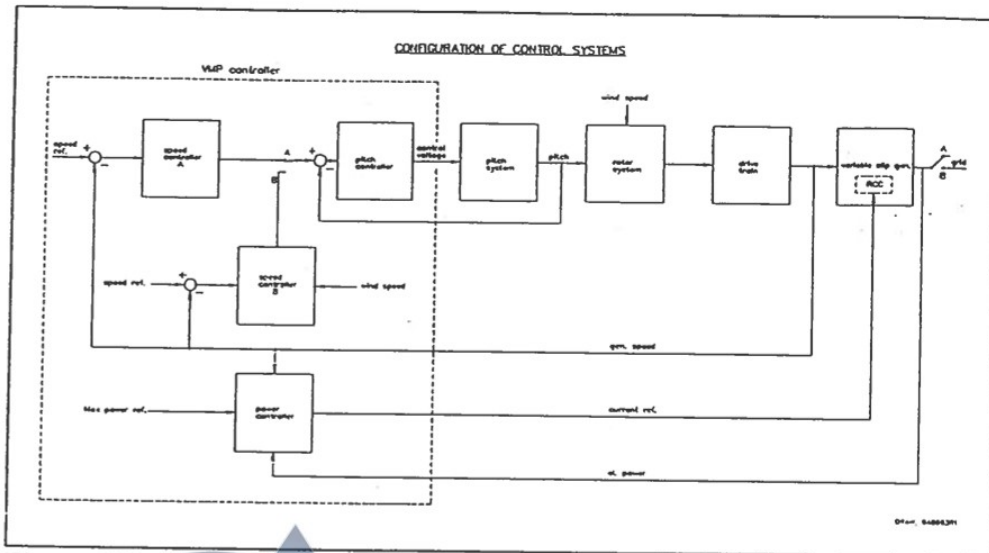 CONFIGURATION OF CONTROL SYSTEMS
VMP controller
wind speed
speed
ref.
+
-
speed
controller
A
A
+
-
pitch
controller
control
voltage
pitch
system
pitch
rotor
system
drive
train
variable slip gen.
RCC
A
B
grid
B
speed ref.
+
-
speed
controller
B
wind speed
gen. speed
Max power ref.
power
controller
current ref.
el. power